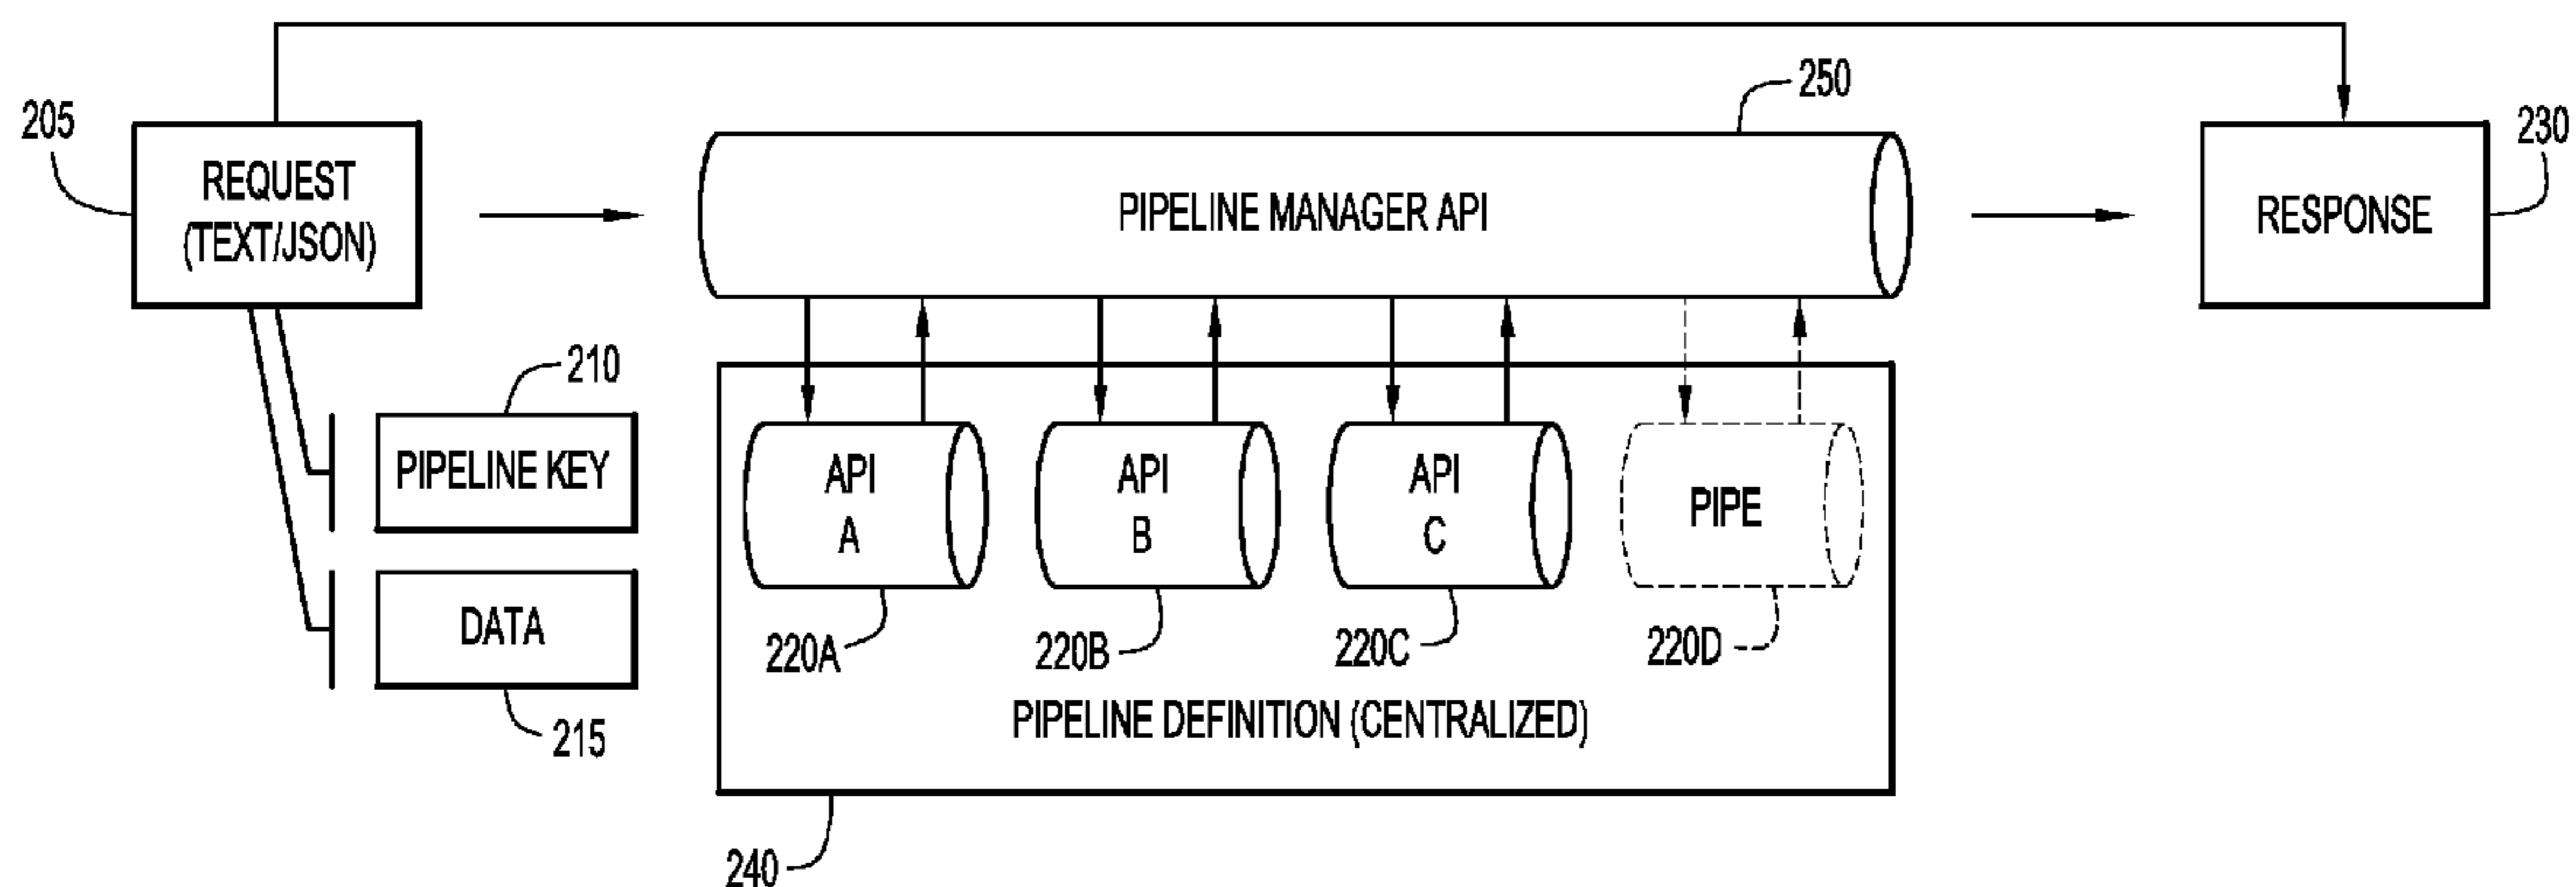 250
205
230
REQUEST
(TEXT/JSON)
PIPELINE MANAGER API
RESPONSE
210
PIPELINE KEY
DATA
215
API
A
API
B
API
C
PIPE
220A
220B
220C
220D
PIPELINE DEFINITION (CENTRALIZED)
240